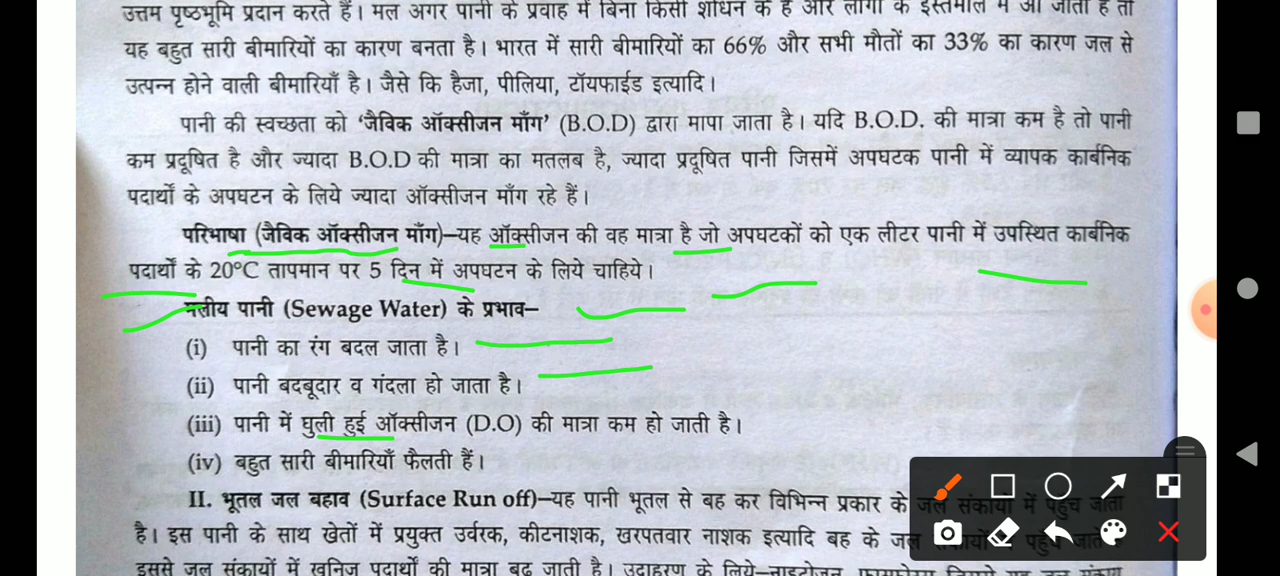 उत्तम पृष्ठभूमि प्रदान करते हैं। मल अगर पानी के प्रवाह में बिना किसी शोधन के है और लोगों के इस्तेमाल में आ जाता है तो
यह बहुत सारी बीमारियों का कारण बनता है। भारत में सारी बीमारियों का 66% और सभी मौतों का 33% का कारण जल से
उत्पन्न होने वाली बीमारियाँ है। जैसे कि हैजा, पीलिया, टॉयफाईड इत्यादि।
पानी की स्वच्छता को 'जैविक ऑक्सीजन माँग' (B.O.D) द्वारा मापा जाता है। यदि B.O.D. की मात्रा कम है तो पानी
कम प्रदूषित है और ज्यादा B.O.D की मात्रा का मतलब है, ज्यादा प्रदूषित पानी जिसमें अपघटक पानी में व्यापक कार्बनिक
पदार्थों के अपघटन के लिये ज्यादा ऑक्सीजन माँग रहे हैं।
परिभाषा (जैविक ऑक्सीजन माँग)–यह ऑक्सीजन की वह मात्रा है जो अपघटकों को एक लीटर पानी में उपस्थित कार्बनिक
पदार्थों के 20°C तापमान पर 5 दिन में अपघटन के लिये चाहिये।
मलीय पानी (Sewage Water) के प्रभाव–
(i) पानी का रंग बदल जाता है।
(ii) पानी बदबूदार व गंदला हो जाता है।
(iii) पानी में घुली हुई ऑक्सीजन (D.O) की मात्रा कम हो जाती है।
(iv) बहुत सारी बीमारियाँ फैलती हैं।
II. भूतल जल बहाव (Surface Run off)–यह पानी भूतल से बह कर विभिन्न प्रकार के जल संकायों में पहुँच जाता
है। इस पानी के साथ खेतों में प्रयुक्त उर्वरक, कीटनाशक, खरपतवार नाशक इत्यादि बह के जल
इससे जल संकायों में खनिज पदार्थों की मात्रा बढ़ जाती है। उदाहरण के लिये–नाइट्रोजन,